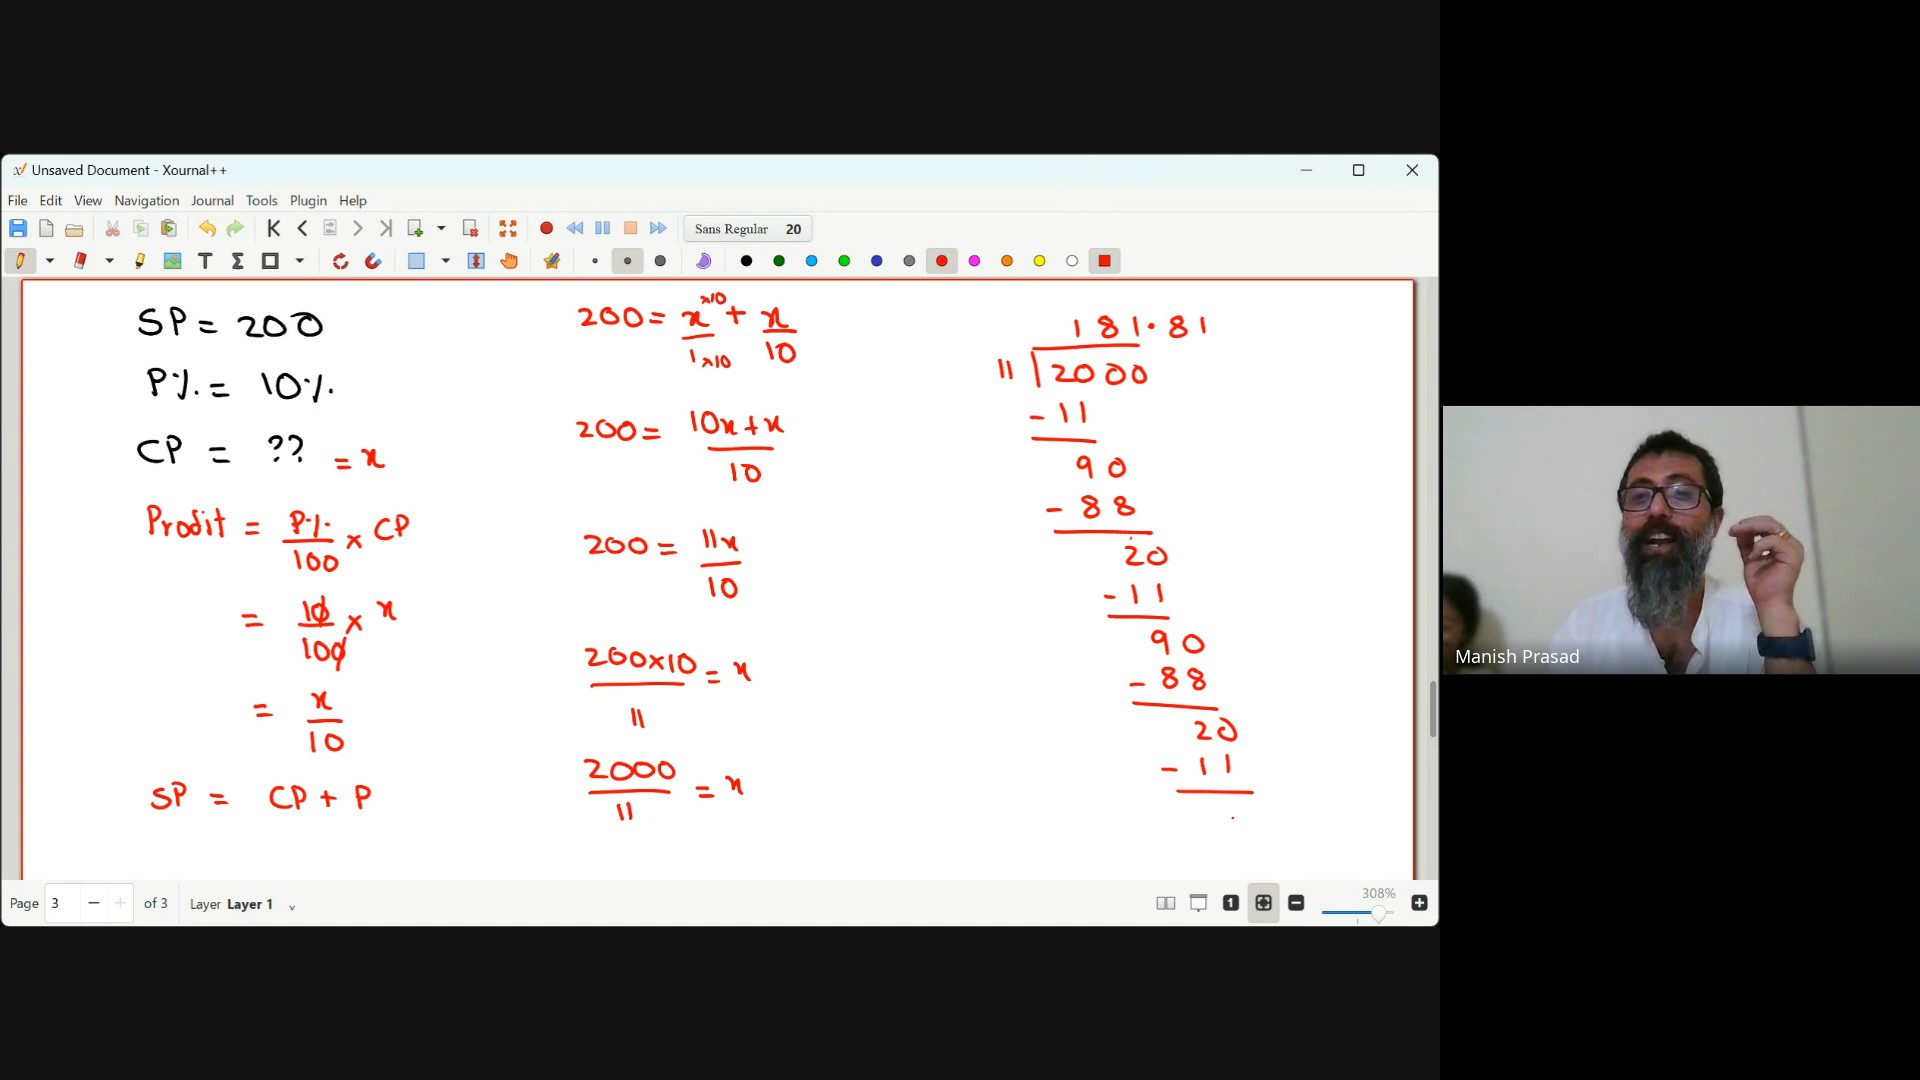 Unsaved Document - Xournal++
File Edit View Navigation Journal Tools Plugin Help
Sans Regular 20
SP = 200
P% = 10%
CP = ?? = x
Profit = P%/100 × CP
= 10/100 × x
= x/10
SP = CP + P
200 = x×10/1×10 + x/10
200 = 10x+x/10
200 = 11x/10
200×10/11 = x
2000/11 = x
181.81
11 2000
- 11
90
- 88
20
- 11
90
- 88
20
- 11
Manish Prasad
Page 3 of 3 Layer Layer 1
1
308%